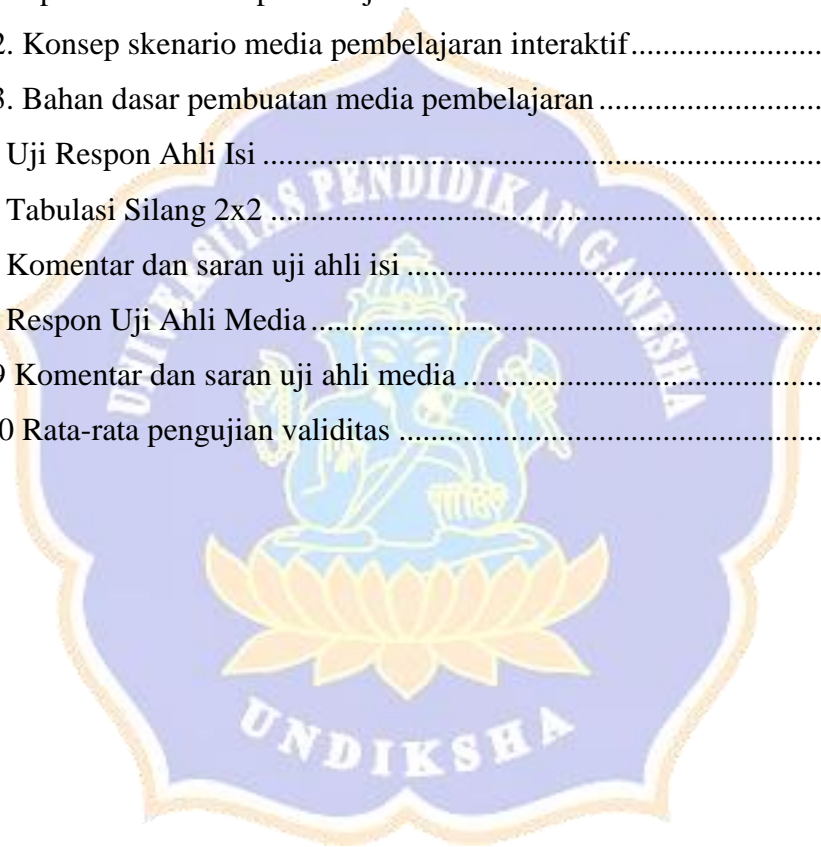 2. Konsep skenario media pembelajaran interaktif........................
3. Bahan dasar pembuatan media pembelajaran............................
Uji Respon Ahli Isi......................................................................
Tabulasi Silang 2x2.....................................................................
Komentar dan saran uji ahli isi....................................................
Respon Uji Ahli Media................................................................
9 Komentar dan saran uji ahli media............................................
0 Rata-rata pengujian validitas.....................................................
UNIVERSITAS PENDIDIKAN GANESHA
UNDIKSHA